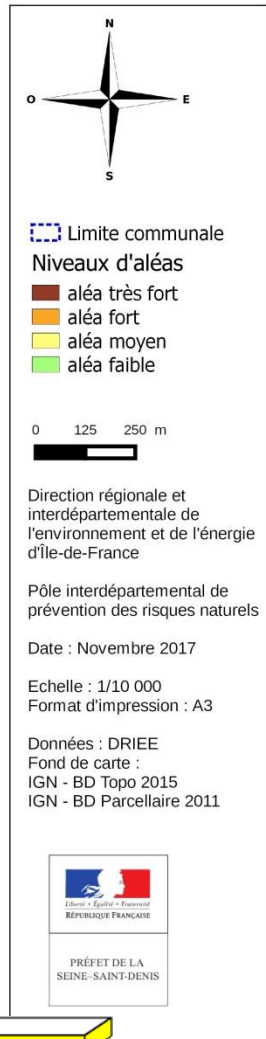 N
O E
S
Limite communale
Niveaux d'aléas
aléa très fort
aléa fort
aléa moyen
aléa faible
0 125 250 m
Direction régionale et
interdépartementale de
l'environnement et de l'énergie
d'Île-de-France
Pôle interdépartemental de
prévention des risques naturels
Date : Novembre 2017
Echelle : 1/10 000
Format d'impression : A3
Données : DRIEE
Fond de carte :
IGN - BD Topo 2015
IGN - BD Parcellaire 2011
Liberté • Égalité • Fraternité
RÉPUBLIQUE FRANÇAISE
PRÉFET DE LA
SEINE–SAINT-DENIS